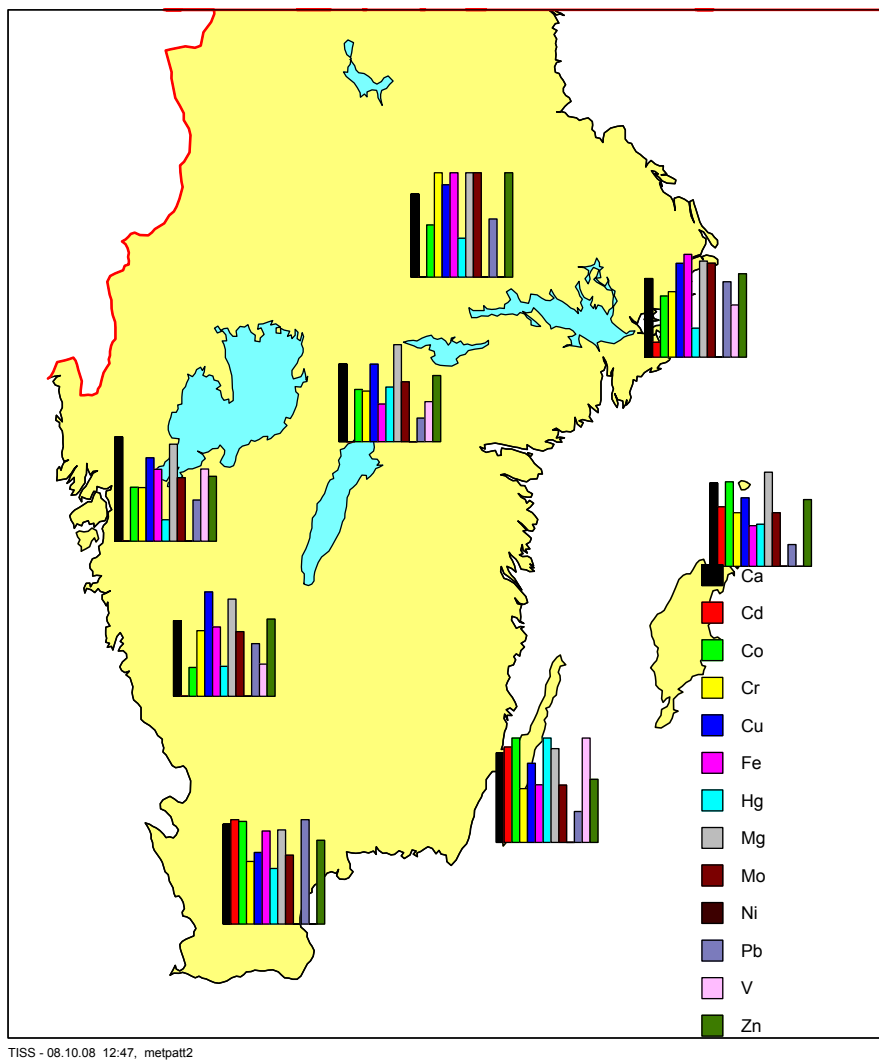 Ca
Cd
Co
Cr
Cu
Fe
Hg
Mg
Mo
Ni
Pb
V
Zn
TISS - 08.10.08 12:47, metpatt2